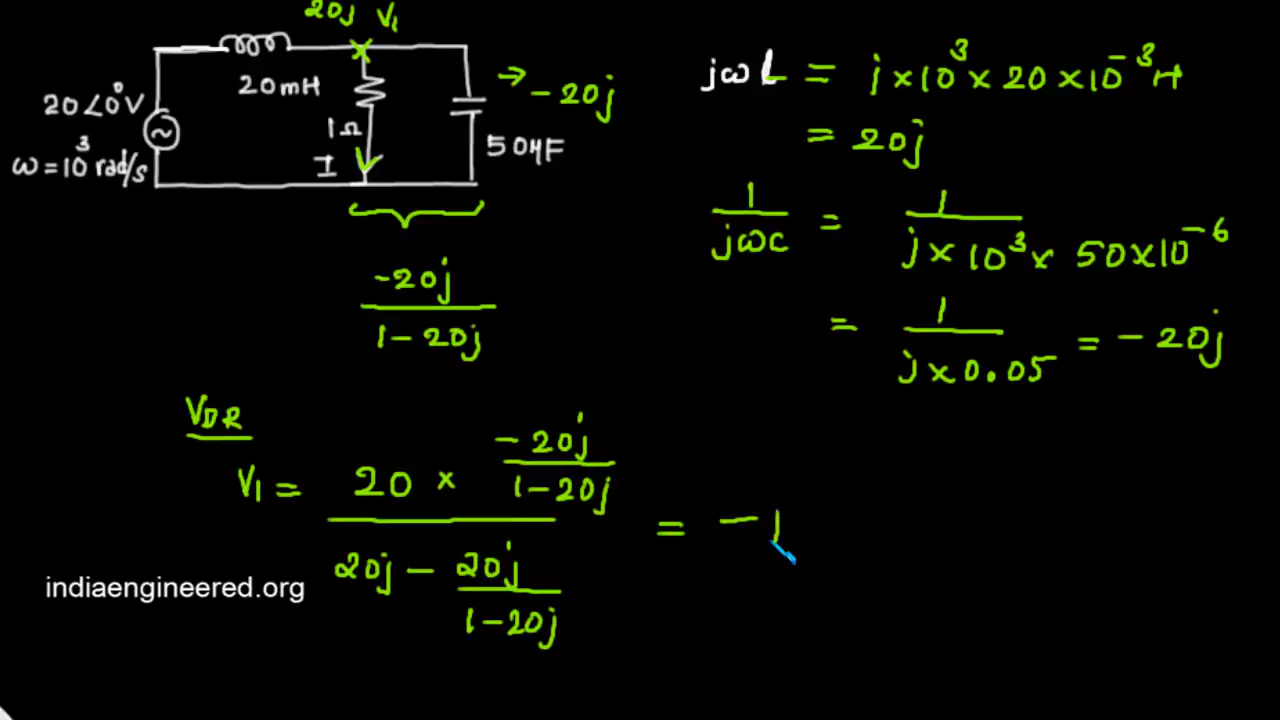 20j V₁
20mH
→ -20j
20∠0° V
1Ω
50μF
ω = 10³ rad/s
I
-20j
1 - 20j
jωL = j × 10³ × 20 × 10⁻³ H
= 20j
1/jωc = 1/(j × 10³ × 50 × 10⁻⁶)
= 1/(j × 0.05) = -20j
VDR
V₁ = (20 × (-20j)/(1 - 20j)) / (20j - 20j/(1 - 20j)) = -1
indiaengineered.org